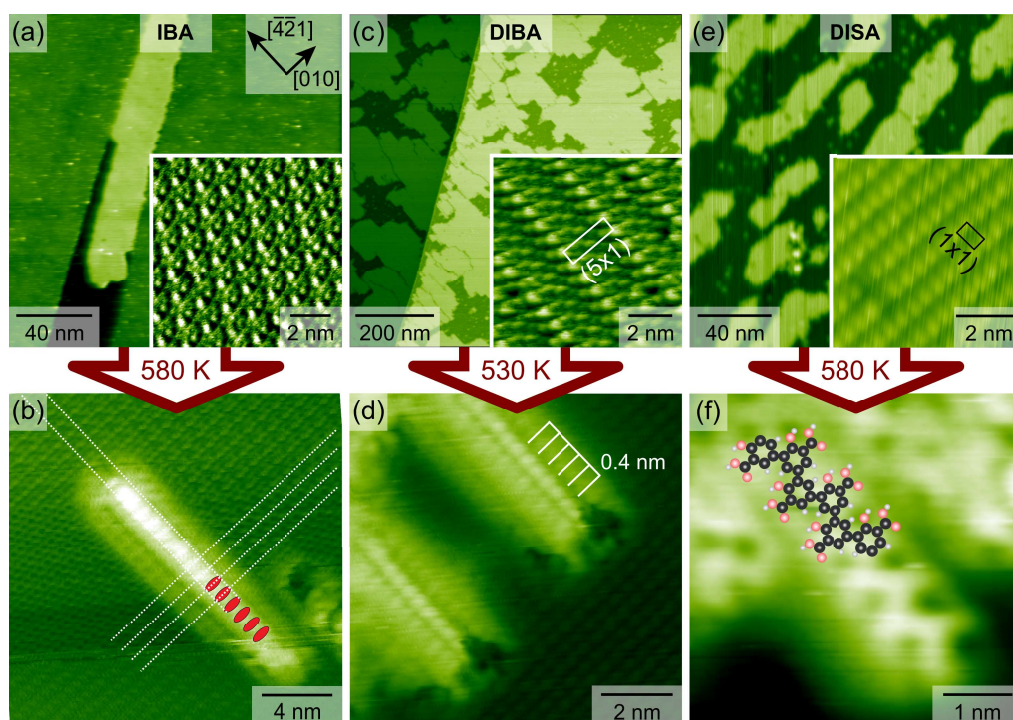 (a) IBA
[4̅2̅1]
[010]
40 nm
2 nm
(c) DIBA
(5x1)
200 nm
2 nm
(e) DISA
(1x1)
40 nm
2 nm
580 K
530 K
580 K
(b)
4 nm
(d)
0.4 nm
2 nm
(f)
1 nm